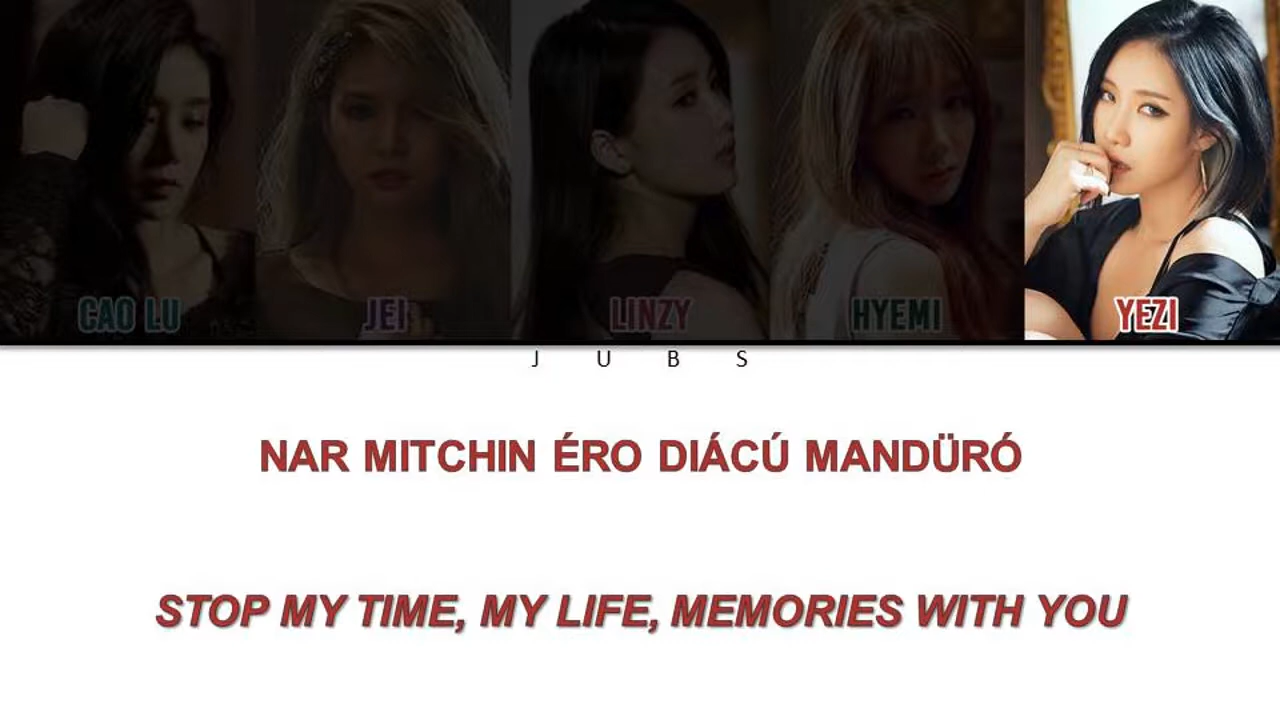 CAO LU
JEI
LINZY
HYEMI
YEZI
J U B S
NAR MITCHIN ÉRO DIÁCÚ MANDÜRÓ
STOP MY TIME, MY LIFE, MEMORIES WITH YOU